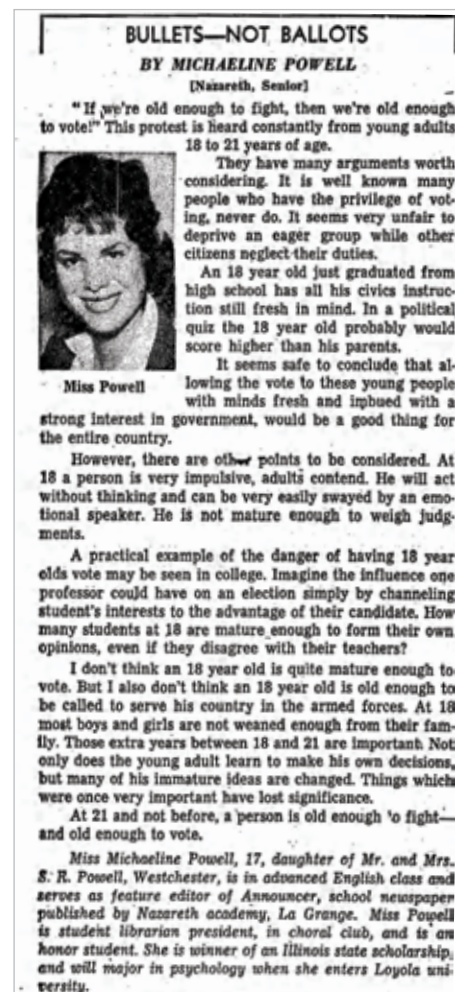 BULLETS—NOT BALLOTS
BY MICHAELINE POWELL
[Nazareth, Senior]
"If we're old enough to fight, then we're old enough
to vote!" This protest is heard constantly from young adults
18 to 21 years of age.
They have many arguments worth
considering. It is well known many
people who have the privilege of vot-
ing, never do. It seems very unfair to
deprive an eager group while other
citizens neglect their duties.
An 18 year old just graduated from
high school has all his civics instruc-
tion still fresh in mind. In a political
quiz the 18 year old probably would
score higher than his parents.
It seems safe to conclude that al-
lowing the vote to these young people
with minds fresh and imbued with a
strong interest in government, would be a good thing for
the entire country.
Miss Powell
However, there are other points to be considered. At
18 a person is very impulsive, adults contend. He will act
without thinking and can be very easily swayed by an emo-
tional speaker. He is not mature enough to weigh judg-
ments.
A practical example of the danger of having 18 year
olds vote may be seen in college. Imagine the influence one
professor could have on an election simply by channeling
student's interests to the advantage of their candidate. How
many students at 18 are mature enough to form their own
opinions, even if they disagree with their teachers?
I don't think an 18 year old is quite mature enough to
vote. But I also don't think an 18 year old is old enough to
be called to serve his country in the armed forces. At 18
most boys and girls are not weaned enough from their fam-
ily. Those extra years between 18 and 21 are important. Not
only does the young adult learn to make his own decisions,
but many of his immature ideas are changed. Things which
were once very important have lost significance.
At 21 and not before, a person is old enough 'o fight—
and old enough to vote.
Miss Michaeline Powell, 17, daughter of Mr. and Mrs.
S. R. Powell, Westchester, is in advanced English class and
serves as feature editor of Announcer, school newspaper
published by Nazareth academy, La Grange. Miss Powell
is student librarian president, in choral club, and is an
honor student. She is winner of an Illinois state scholarship,
and will major in psychology when she enters Loyola uni-
versity.